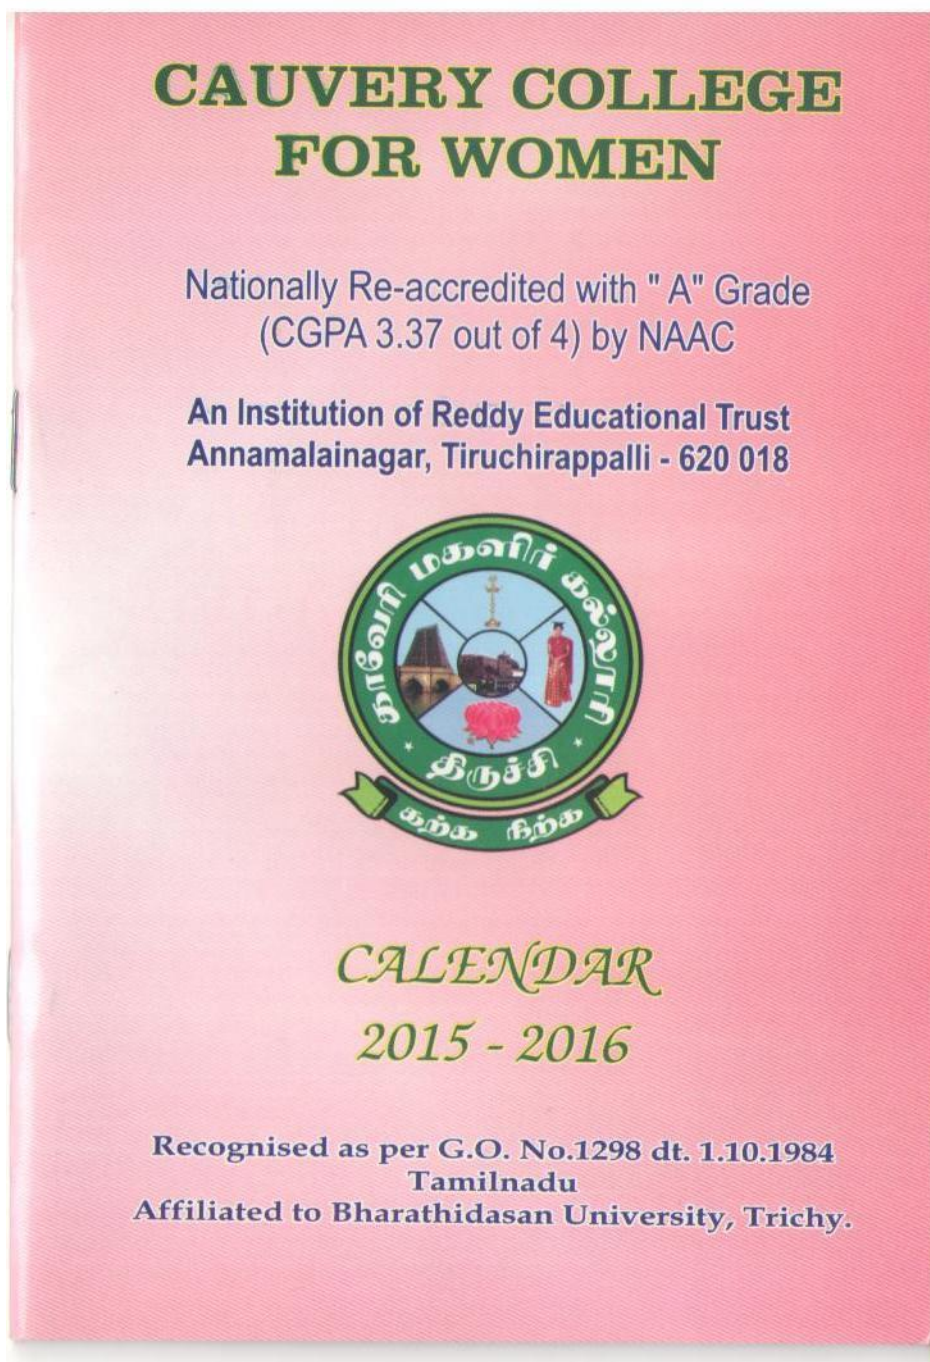 CAUVERY COLLEGE
FOR WOMEN
Nationally Re-accredited with " A" Grade
(CGPA 3.37 out of 4) by NAAC
An Institution of Reddy Educational Trust
Annamalainagar, Tiruchirappalli - 620 018
காவேரி மகளிர் கல்லூரி
திருச்சி
கற்க நிற்க
CALENDAR
2015 - 2016
Recognised as per G.O. No.1298 dt. 1.10.1984
Tamilnadu
Affiliated to Bharathidasan University, Trichy.